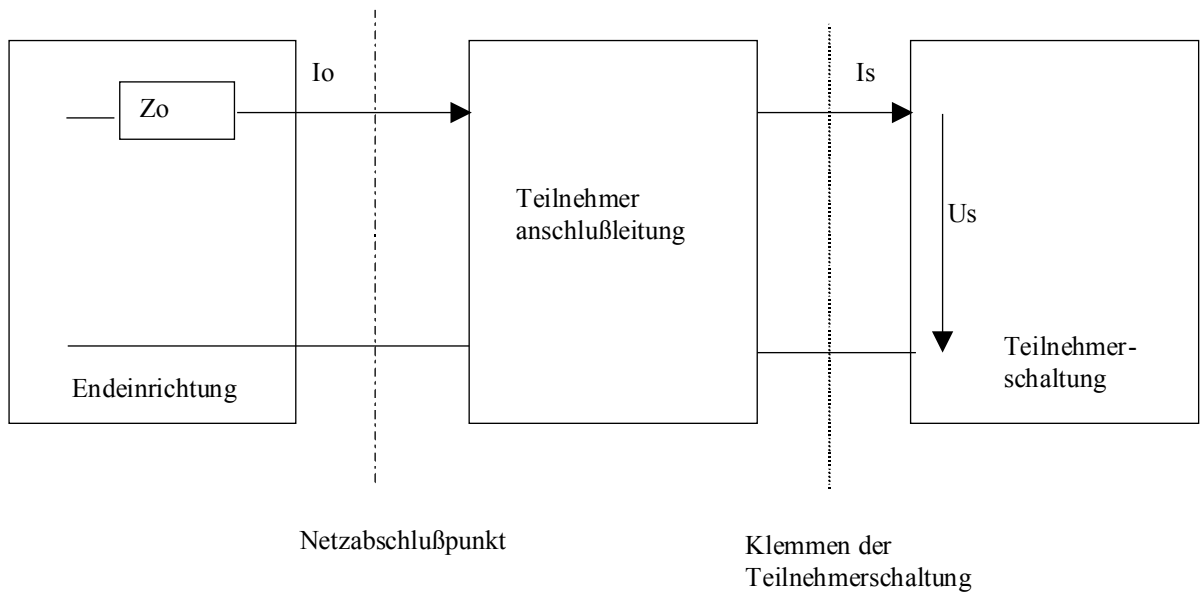 Io
Is
Zo
Teilnehmer
anschlußleitung
Us
Endeinrichtung
Teilnehmer-
schaltung
Netzabschlußpunkt
Klemmen der
Teilnehmerschaltung